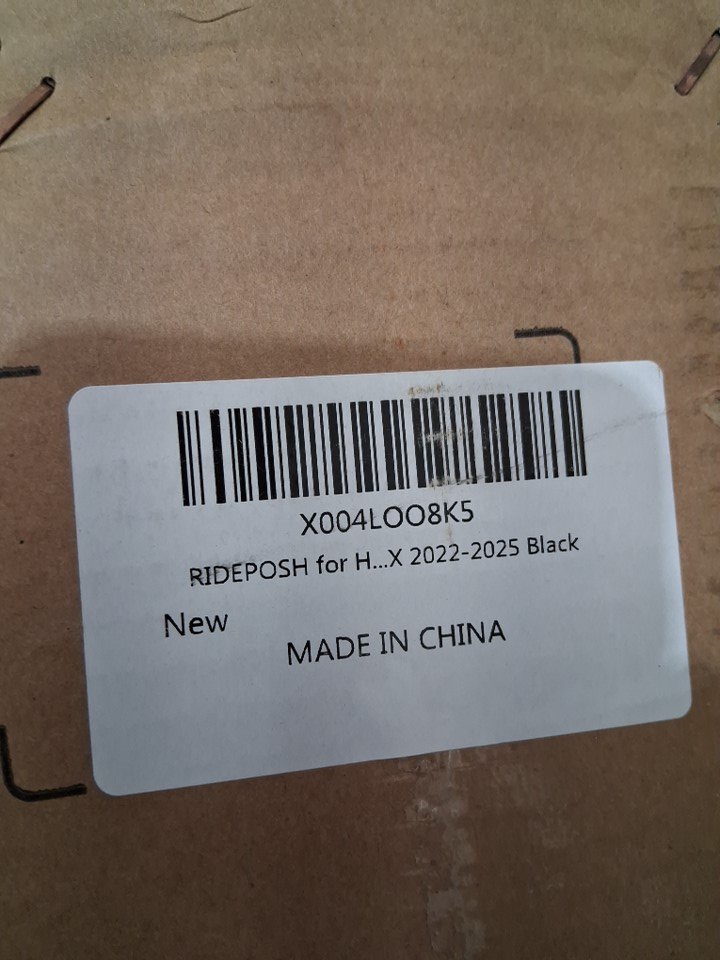 X004LOO8K5
RIDEPOSH for H...X 2022-2025 Black
New
MADE IN CHINA